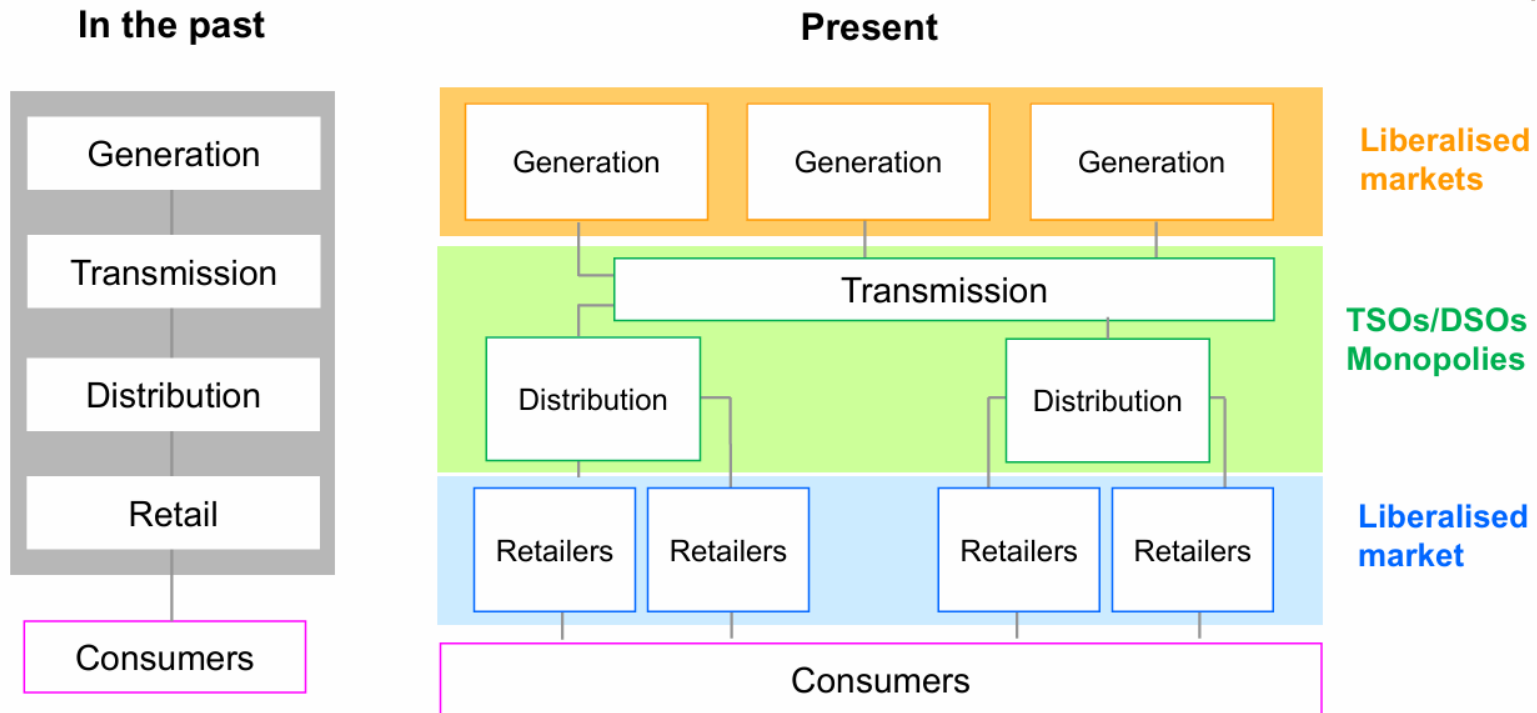 In the past
Generation
Transmission
Distribution
Retail
Consumers
Present
Generation
Generation
Generation
Liberalised
markets
Transmission
Distribution
Distribution
TSOs/DSOs
Monopolies
Retailers
Retailers
Retailers
Retailers
Liberalised
market
Consumers